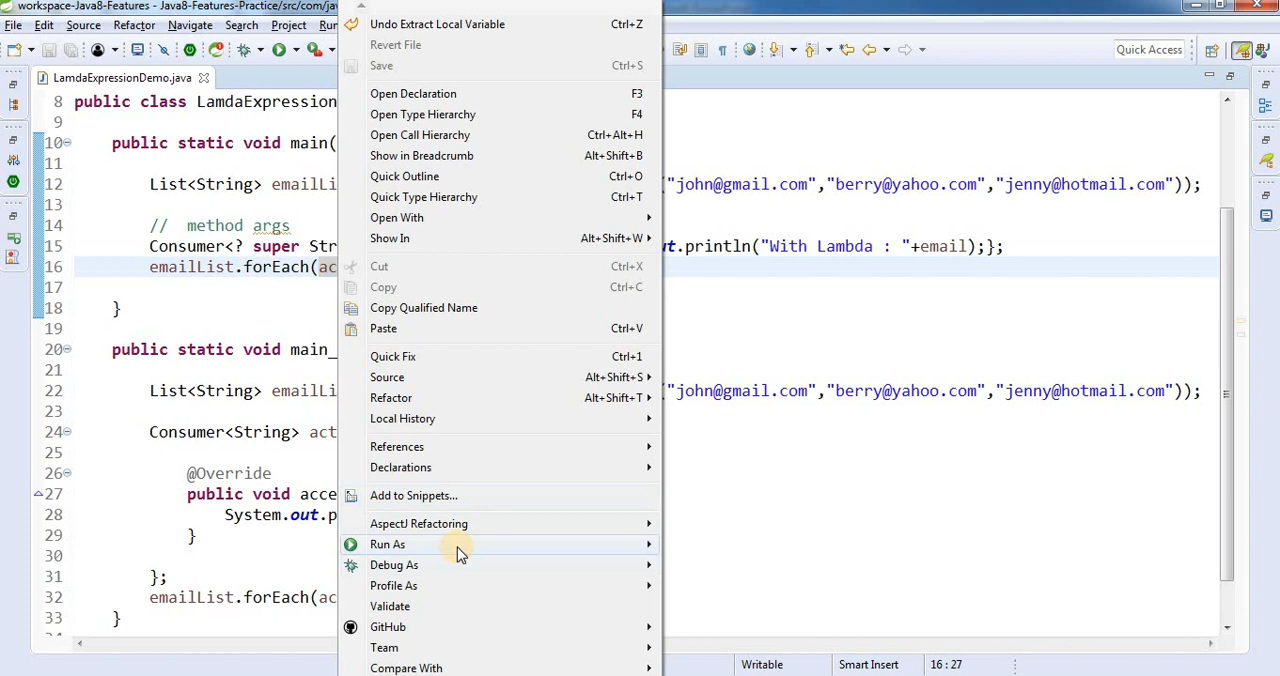 workspace-Java8-Features - Java8-Features-Practice/src/com/jav
File Edit Source Refactor Navigate Search Project Run
Quick Access
LamdaExpressionDemo.java
8 public class LamdaExpression
9
10 public static void main(
11
12 List<String> emailLi ("john@gmail.com","berry@yahoo.com","jenny@hotmail.com"));
13
14 // method args
15 Consumer<? super Str ut.println("With Lambda : "+email);};
16 emailList.forEach(ac
17
18 }
19
20 public static void main_
21
22 List<String> emailLi ("john@gmail.com","berry@yahoo.com","jenny@hotmail.com"));
23
24 Consumer<String> act
25
26 @Override
27 public void acce
28 System.out.p
29 }
30
31 };
32 emailList.forEach(ac
33 }
Undo Extract Local Variable Ctrl+Z
Revert File
Save Ctrl+S
Open Declaration F3
Open Type Hierarchy F4
Open Call Hierarchy Ctrl+Alt+H
Show in Breadcrumb Alt+Shift+B
Quick Outline Ctrl+O
Quick Type Hierarchy Ctrl+T
Open With
Show In Alt+Shift+W
Cut Ctrl+X
Copy Ctrl+C
Copy Qualified Name
Paste Ctrl+V
Quick Fix Ctrl+1
Source Alt+Shift+S
Refactor Alt+Shift+T
Local History
References
Declarations
Add to Snippets...
AspectJ Refactoring
Run As
Debug As
Profile As
Validate
GitHub
Team
Compare With
Writable Smart Insert 16 : 27